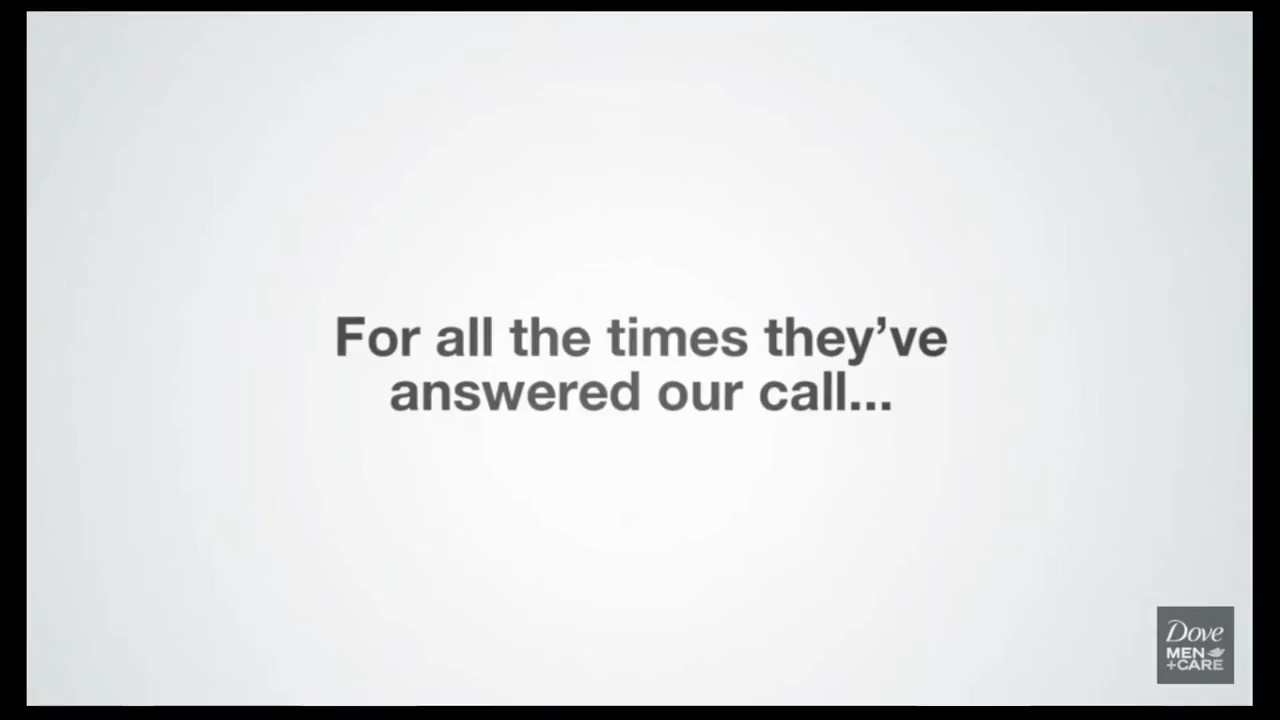 For all the times they’ve
answered our call...
Dove
MEN
+CARE